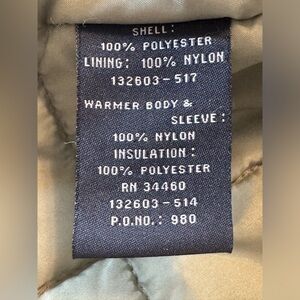 SHELL:
100% POLYESTER
LINING: 100% NYLON
132603-517
WARMER BODY &
SLEEVE:
100% NYLON
INSULATION:
100% POLYESTER
RN 34460
132603-514
P.O.NO.: 980